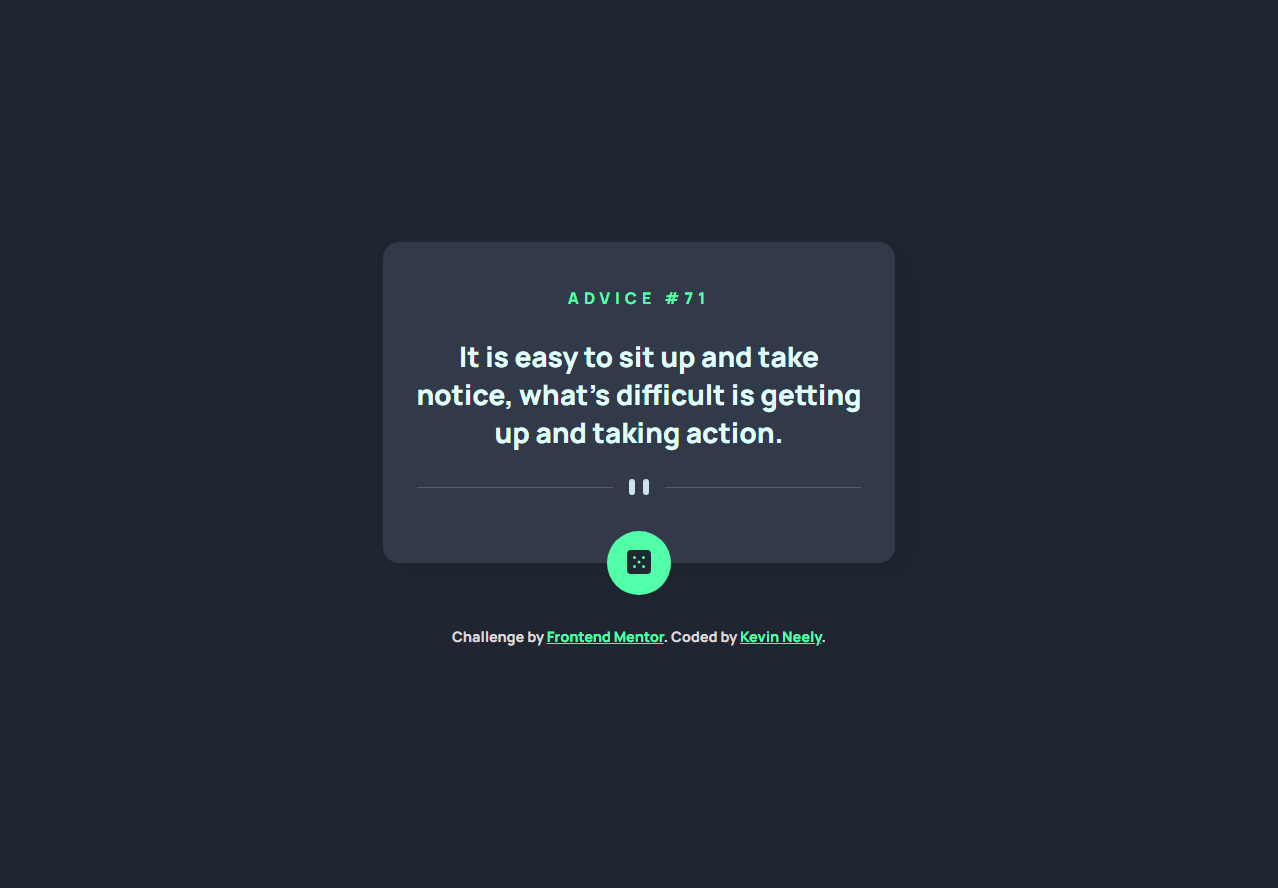 ADVICE #71
It is easy to sit up and take
notice, what's difficult is getting
up and taking action.
Challenge by Frontend Mentor. Coded by Kevin Neely.